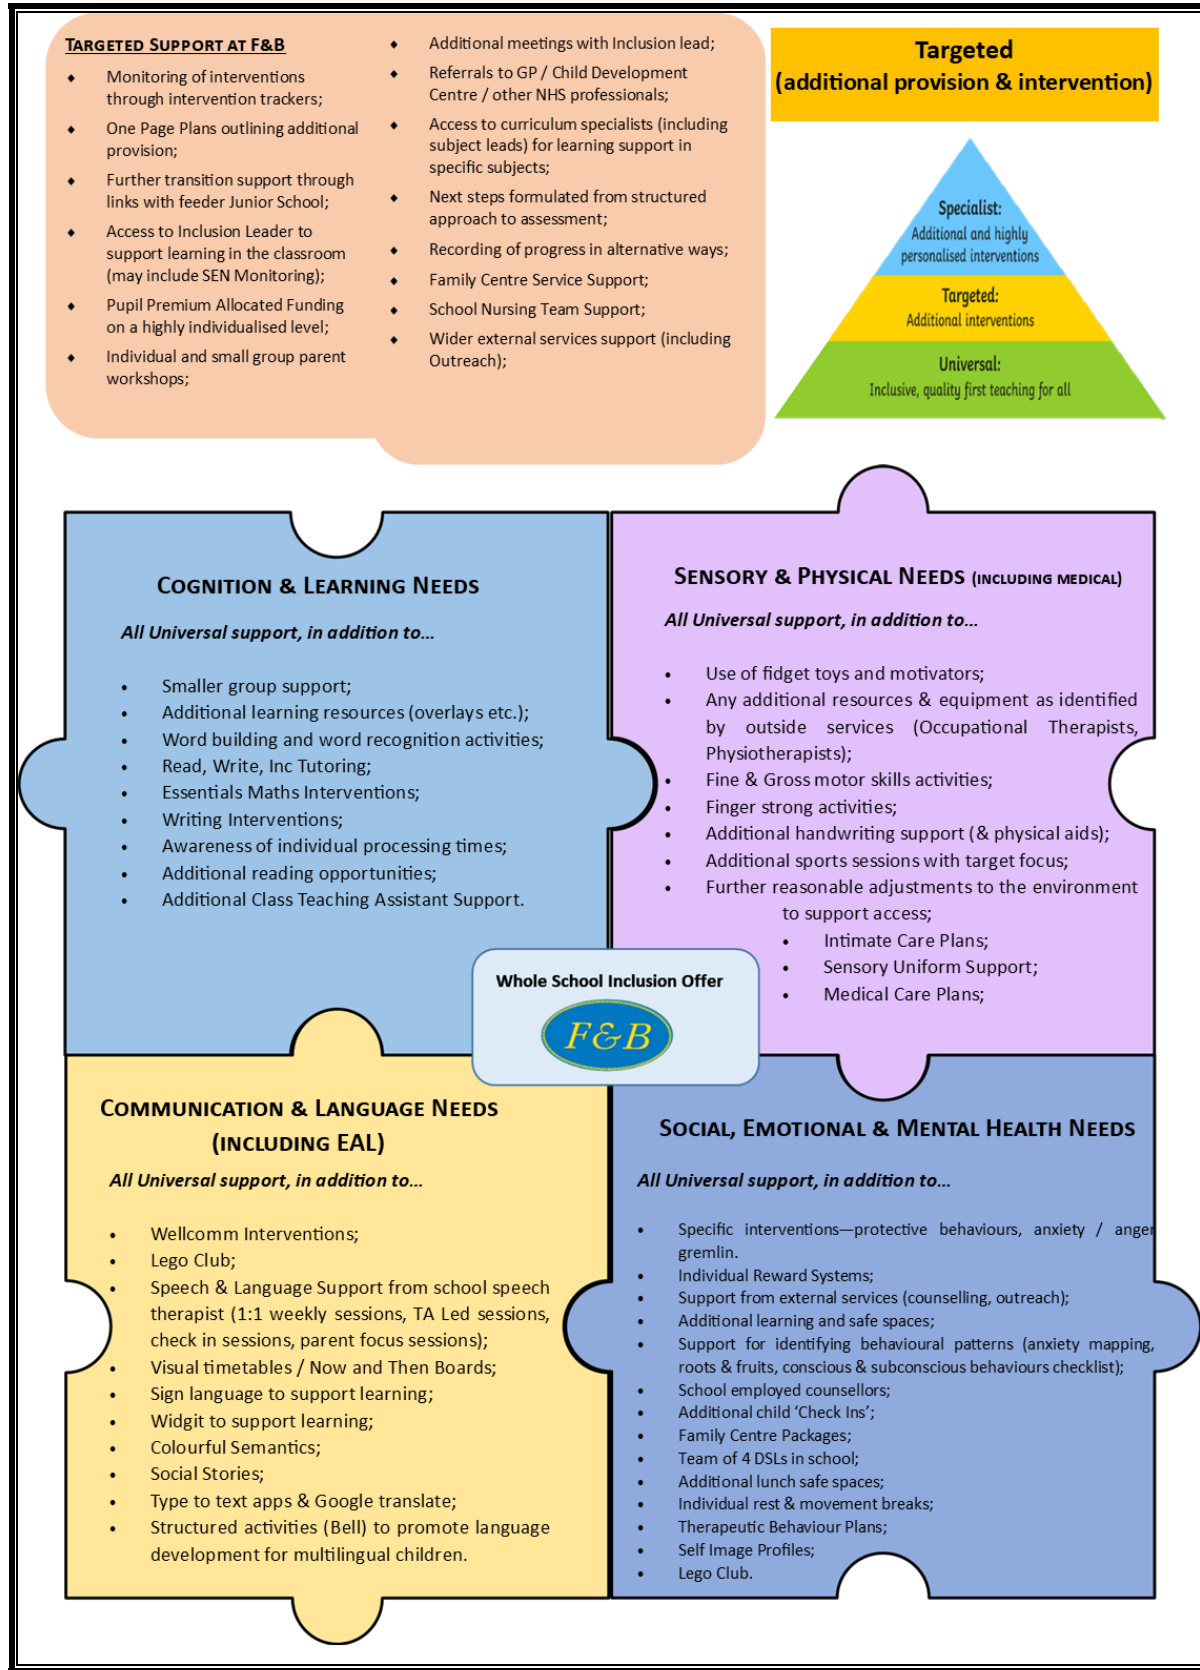 TARGETED SUPPORT AT F&B
♦ Monitoring of interventions
through intervention trackers;
♦ One Page Plans outlining additional
provision;
♦ Further transition support through
links with feeder Junior School;
♦ Access to Inclusion Leader to
support learning in the classroom
(may include SEN Monitoring);
♦ Pupil Premium Allocated Funding
on a highly individualised level;
♦ Individual and small group parent
workshops;
♦ Additional meetings with Inclusion lead;
♦ Referrals to GP / Child Development
Centre / other NHS professionals;
♦ Access to curriculum specialists (including
subject leads) for learning support in
specific subjects;
♦ Next steps formulated from structured
approach to assessment;
♦ Recording of progress in alternative ways;
♦ Family Centre Service Support;
♦ School Nursing Team Support;
♦ Wider external services support (including
Outreach);
Targeted
(additional provision & intervention)
Specialist:
Additional and highly
personalised interventions
Targeted:
Additional interventions
Universal:
Inclusive, quality first teaching for all
COGNITION & LEARNING NEEDS
All Universal support, in addition to...
• Smaller group support;
• Additional learning resources (overlays etc.);
• Word building and word recognition activities;
• Read, Write, Inc Tutoring;
• Essentials Maths Interventions;
• Writing Interventions;
• Awareness of individual processing times;
• Additional reading opportunities;
• Additional Class Teaching Assistant Support.
SENSORY & PHYSICAL NEEDS (INCLUDING MEDICAL)
All Universal support, in addition to...
• Use of fidget toys and motivators;
• Any additional resources & equipment as identified
by outside services (Occupational Therapists,
Physiotherapists);
• Fine & Gross motor skills activities;
• Finger strong activities;
• Additional handwriting support (& physical aids);
• Additional sports sessions with target focus;
• Further reasonable adjustments to the environment
to support access;
• Intimate Care Plans;
• Sensory Uniform Support;
• Medical Care Plans;
Whole School Inclusion Offer
F&B
COMMUNICATION & LANGUAGE NEEDS
(INCLUDING EAL)
All Universal support, in addition to...
• Wellcomm Interventions;
• Lego Club;
• Speech & Language Support from school speech
therapist (1:1 weekly sessions, TA Led sessions,
check in sessions, parent focus sessions);
• Visual timetables / Now and Then Boards;
• Sign language to support learning;
• Widgit to support learning;
• Colourful Semantics;
• Social Stories;
• Type to text apps & Google translate;
• Structured activities (Bell) to promote language
development for multilingual children.
SOCIAL, EMOTIONAL & MENTAL HEALTH NEEDS
All Universal support, in addition to...
• Specific interventions—protective behaviours, anxiety / anger
gremlin.
• Individual Reward Systems;
• Support from external services (counselling, outreach);
• Additional learning and safe spaces;
• Support for identifying behavioural patterns (anxiety mapping,
roots & fruits, conscious & subconscious behaviours checklist);
• School employed counsellors;
• Additional child ‘Check Ins’;
• Family Centre Packages;
• Team of 4 DSLs in school;
• Additional lunch safe spaces;
• Individual rest & movement breaks;
• Therapeutic Behaviour Plans;
• Self Image Profiles;
• Lego Club.